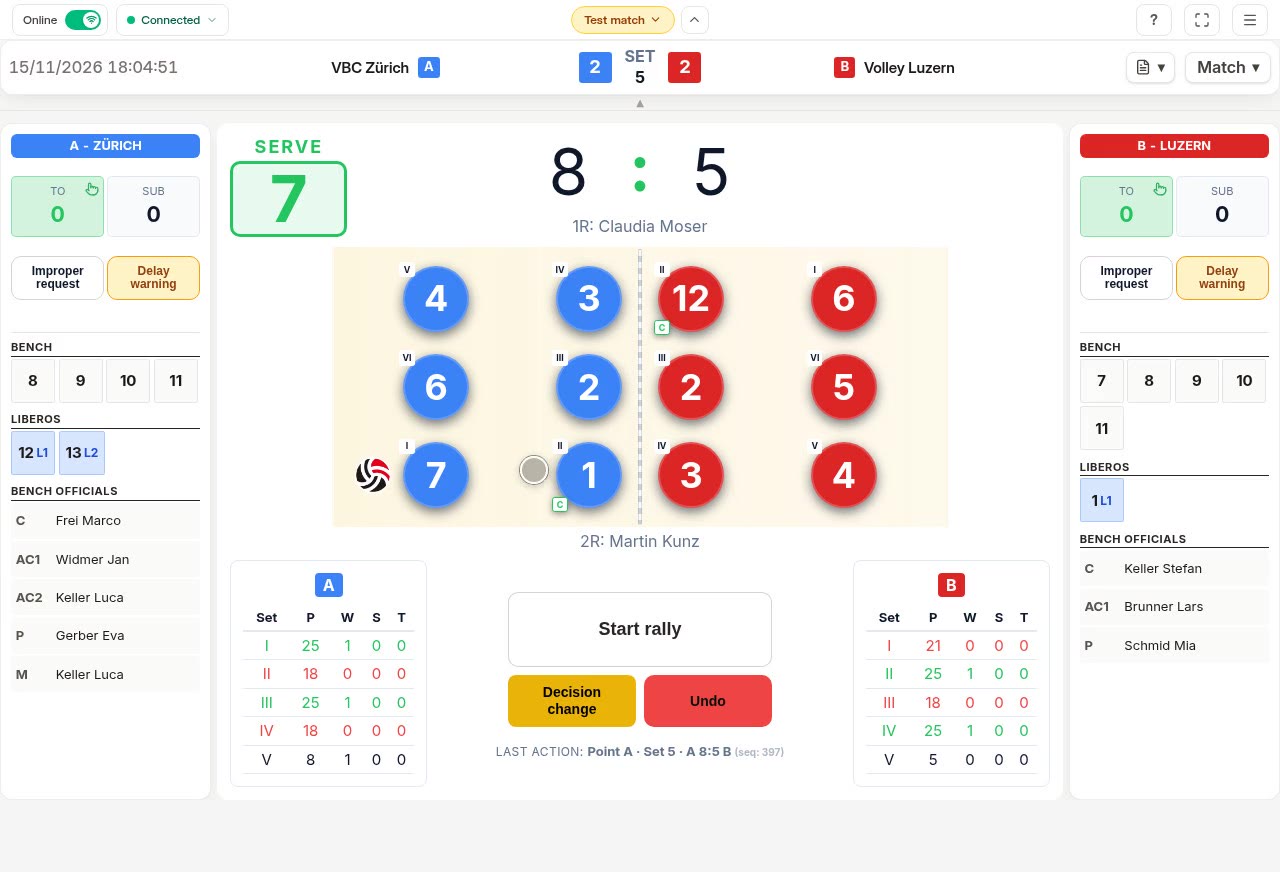 Online
Connected
Test match
?
15/11/2026 18:04:51
VBC Zürich A
2 SET 5 2
B Volley Luzern
Match ▾
A - ZÜRICH
TO
0
SUB
0
Improper request
Delay warning
BENCH
8 9 10 11
LIBEROS
12 L1 13 L2
BENCH OFFICIALS
C Frei Marco
AC1 Widmer Jan
AC2 Keller Luca
P Gerber Eva
M Keller Luca
SERVE
7
8 : 5
1R: Claudia Moser
V 4 IV 3 II 12 C I 6
VI 6 III 2 III 2 VI 5
I 7 II 1 C IV 3 V 4
2R: Martin Kunz
A
Set P W S T
I 25 1 0 0
II 18 0 0 0
III 25 1 0 0
IV 18 0 0 0
V 8 1 0 0
Start rally
Decision change
Undo
LAST ACTION: Point A · Set 5 · A 8:5 B (seq: 397)
B
Set P W S T
I 21 0 0 0
II 25 1 0 0
III 18 0 0 0
IV 25 1 0 0
V 5 0 0 0
B - LUZERN
TO
0
SUB
0
Improper request
Delay warning
BENCH
7 8 9 10
11
LIBEROS
1 L1
BENCH OFFICIALS
C Keller Stefan
AC1 Brunner Lars
P Schmid Mia